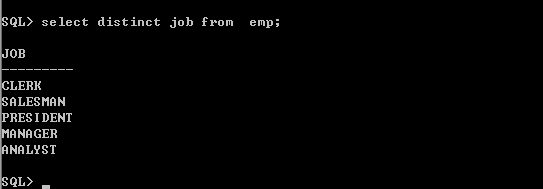 SQL> select distinct job from  emp;
JOB
---------
CLERK
SALESMAN
PRESIDENT
MANAGER
ANALYST
SQL>